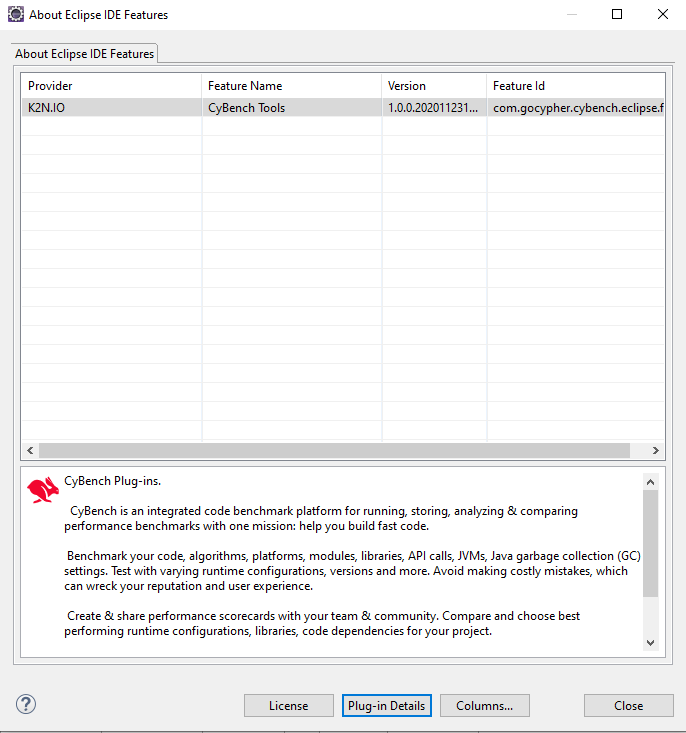 About Eclipse IDE Features
About Eclipse IDE Features
Provider Feature Name Version Feature Id
K2N.IO CyBench Tools 1.0.0.202011231... com.gocypher.cybench.eclipse.f
CyBench Plug-ins.
CyBench is an integrated code benchmark platform for running, storing, analyzing & comparing
performance benchmarks with one mission: help you build fast code.
Benchmark your code, algorithms, platforms, modules, libraries, API calls, JVMs, Java garbage collection (GC)
settings. Test with varying runtime configurations, versions and more. Avoid making costly mistakes, which
can wreck your reputation and user experience.
Create & share performance scorecards with your team & community. Compare and choose best
performing runtime configurations, libraries, code dependencies for your project.
? License Plug-in Details Columns... Close